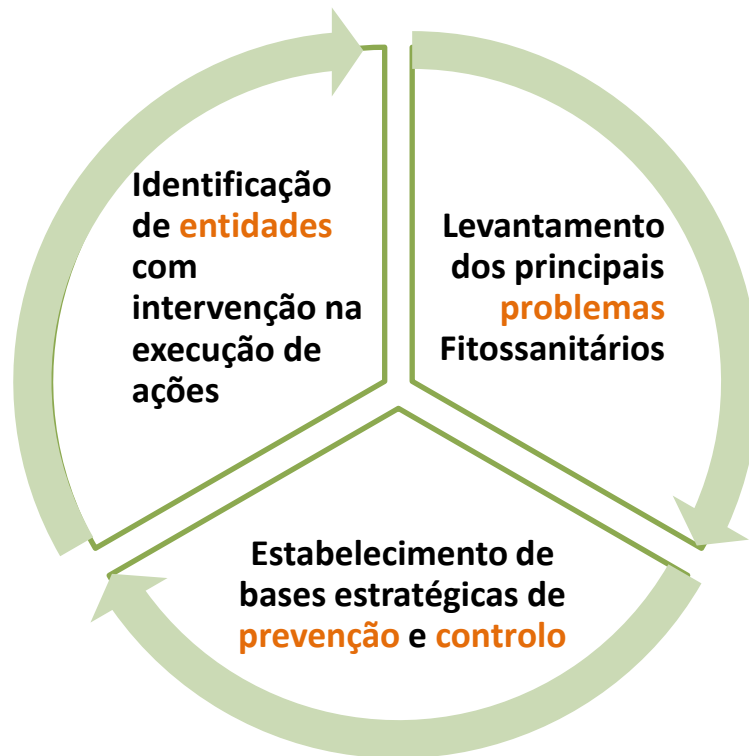 Identificação
de entidades
com
intervenção na
execução de
ações
Levantamento
dos principais
problemas
Fitossanitários
Estabelecimento de
bases estratégicas de
prevenção e controlo